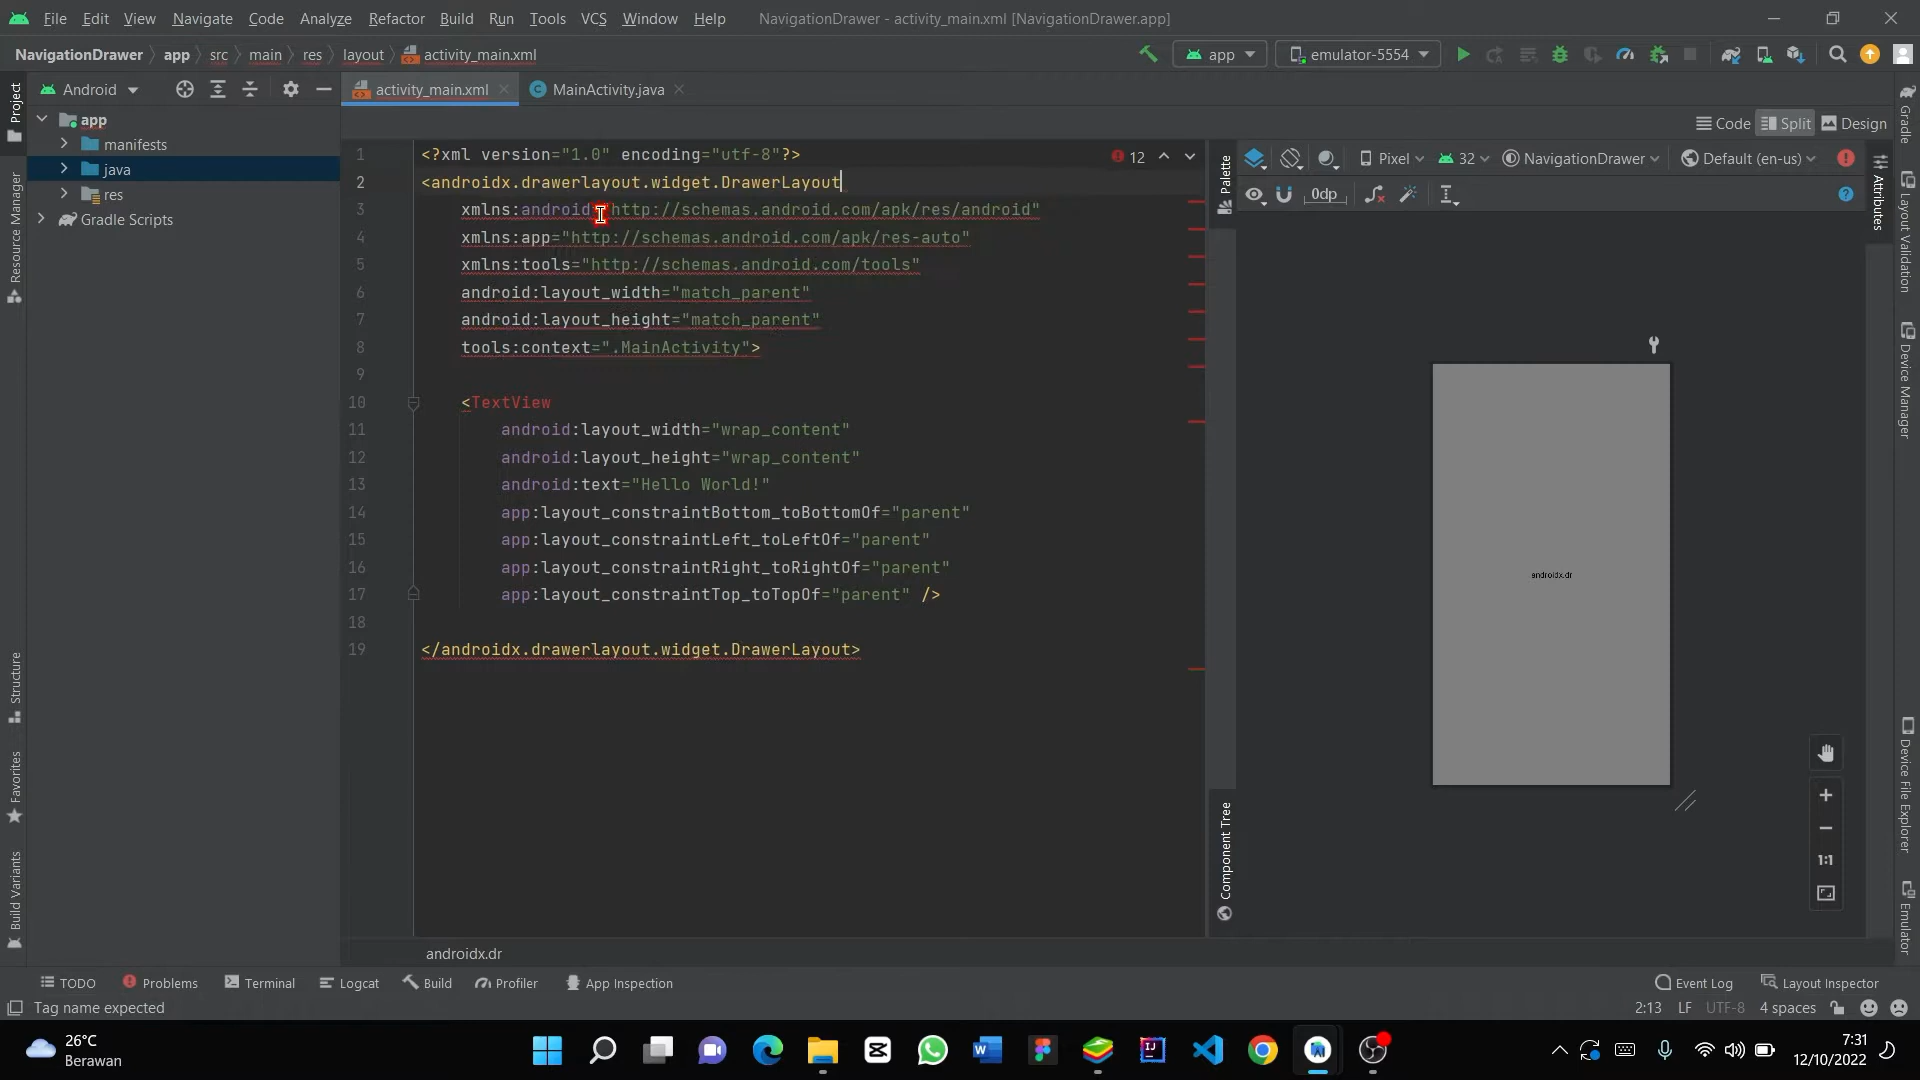 File Edit View Navigate Code Analyze Refactor Build Run Tools VCS Window Help NavigationDrawer - activity_main.xml [NavigationDrawer.app]
NavigationDrawer app src main res layout activity_main.xml app emulator-5554
Android activity_main.xml MainActivity.java
Code Split Design
app
manifests
java
res
Gradle Scripts
Project
Resource Manager
Structure
Favorites
Build Variants
1 <?xml version="1.0" encoding="utf-8"?> 12
2 <androidx.drawerlayout.widget.DrawerLayout
3 xmlns:android="http://schemas.android.com/apk/res/android"
4 xmlns:app="http://schemas.android.com/apk/res-auto"
5 xmlns:tools="http://schemas.android.com/tools"
6 android:layout_width="match_parent"
7 android:layout_height="match_parent"
8 tools:context=".MainActivity">
9
10 <TextView
11 android:layout_width="wrap_content"
12 android:layout_height="wrap_content"
13 android:text="Hello World!"
14 app:layout_constraintBottom_toBottomOf="parent"
15 app:layout_constraintLeft_toLeftOf="parent"
16 app:layout_constraintRight_toRightOf="parent"
17 app:layout_constraintTop_toTopOf="parent" />
18
19 </androidx.drawerlayout.widget.DrawerLayout>
androidx.dr
Palette
Component Tree
Pixel 32 NavigationDrawer Default (en-us)
0dp
androidx.dr
1:1
Attributes
Gradle
Layout Validation
Device Manager
Device File Explorer
Emulator
TODO Problems Terminal Logcat Build Profiler App Inspection Event Log Layout Inspector
Tag name expected 2:13 LF UTF-8 4 spaces
26°C
Berawan
7:31
12/10/2022